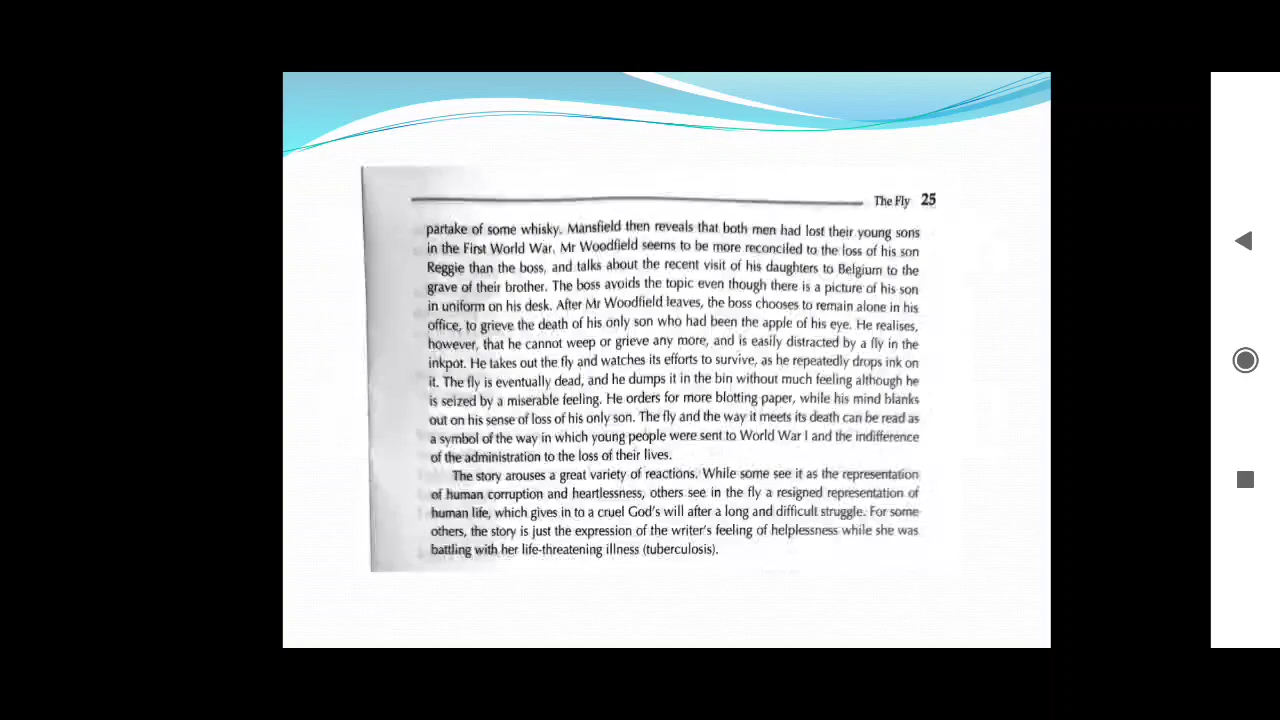 The Fly 25
partake of some whisky. Mansfield then reveals that both men had lost their young sons
in the First World War. Mr Woodfield seems to be more reconciled to the loss of his son
Reggie than the boss, and talks about the recent visit of his daughters to Belgium to the
grave of their brother. The boss avoids the topic even though there is a picture of his son
in uniform on his desk. After Mr Woodfield leaves, the boss chooses to remain alone in his
office, to grieve the death of his only son who had been the apple of his eye. He realises,
however, that he cannot weep or grieve any more, and is easily distracted by a fly in the
inkpot. He takes out the fly and watches its efforts to survive, as he repeatedly drops ink on
it. The fly is eventually dead, and he dumps it in the bin without much feeling although he
is seized by a miserable feeling. He orders for more blotting paper, while his mind blanks
out on his sense of loss of his only son. The fly and the way it meets its death can be read as
a symbol of the way in which young people were sent to World War I and the indifference
of the administration to the loss of their lives.
The story arouses a great variety of reactions. While some see it as the representation
of human corruption and heartlessness, others see in the fly a resigned representation of
human life, which gives in to a cruel God's will after a long and difficult struggle. For some
others, the story is just the expression of the writer's feeling of helplessness while she was
battling with her life-threatening illness (tuberculosis).